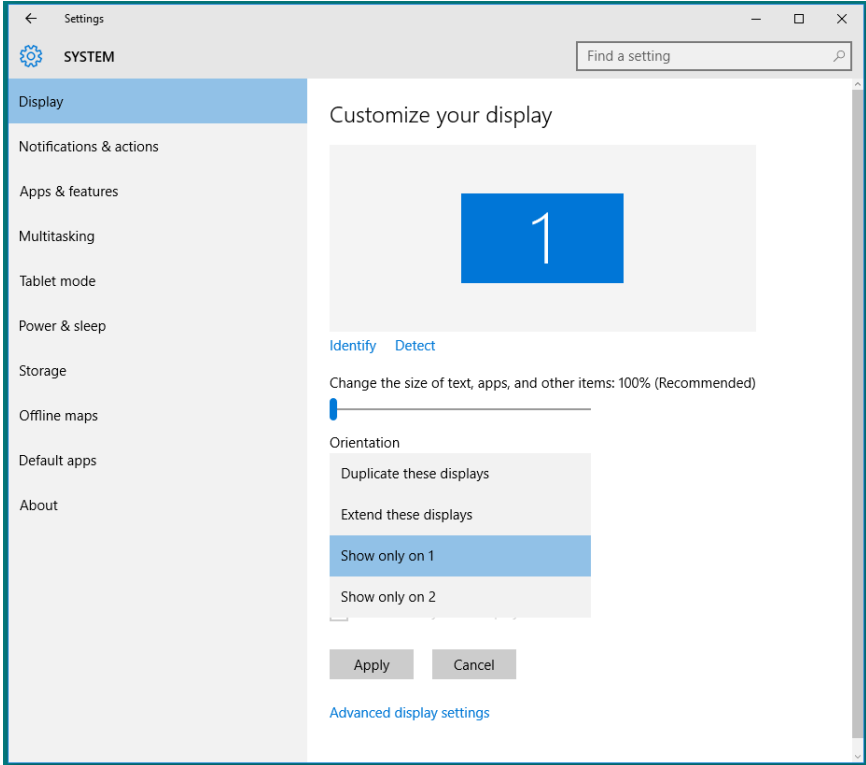 Settings
SYSTEM
Find a setting
Display
Notifications & actions
Apps & features
Multitasking
Tablet mode
Power & sleep
Storage
Offline maps
Default apps
About
Customize your display
1
Identify Detect
Change the size of text, apps, and other items: 100% (Recommended)
Orientation
Duplicate these displays
Extend these displays
Show only on 1
Show only on 2
Apply Cancel
Advanced display settings